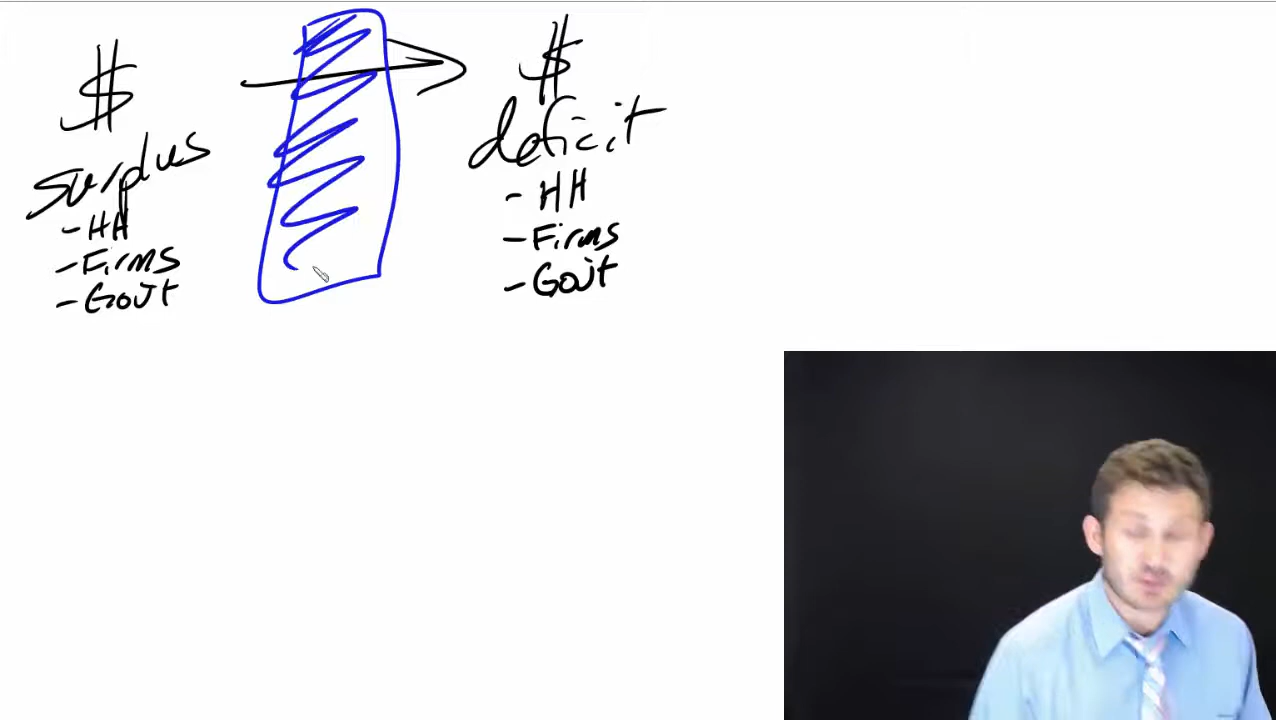 $
surplus
- HH
- Firms
- Gov't
$
deficit
- HH
- Firms
- Gov't